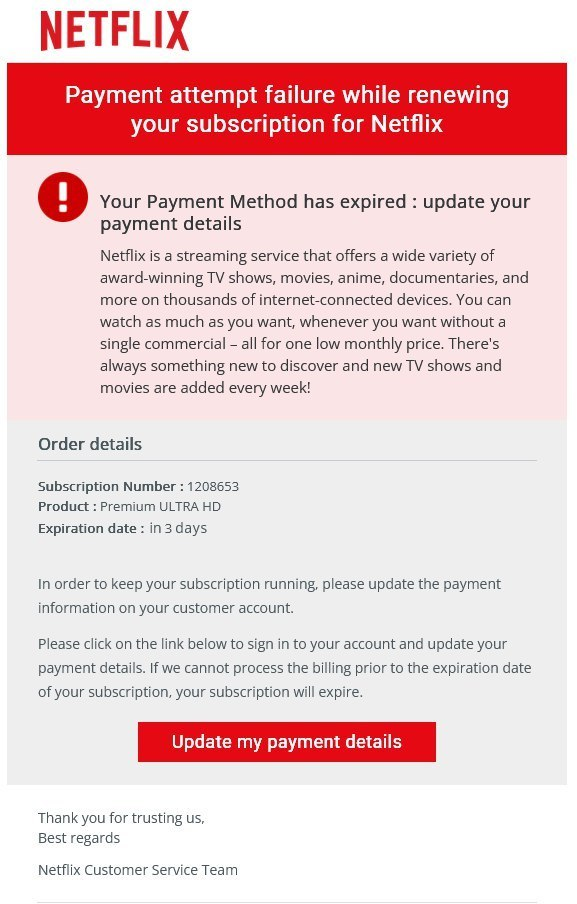 NETFLIX
Payment attempt failure while renewing
your subscription for Netflix
Your Payment Method has expired : update your
payment details
Netflix is a streaming service that offers a wide variety of
award-winning TV shows, movies, anime, documentaries, and
more on thousands of internet-connected devices. You can
watch as much as you want, whenever you want without a
single commercial – all for one low monthly price. There's
always something new to discover and new TV shows and
movies are added every week!
Order details
Subscription Number : 1208653
Product : Premium ULTRA HD
Expiration date : in 3 days
In order to keep your subscription running, please update the payment
information on your customer account.
Please click on the link below to sign in to your account and update your
payment details. If we cannot process the billing prior to the expiration date
of your subscription, your subscription will expire.
Update my payment details
Thank you for trusting us,
Best regards
Netflix Customer Service Team